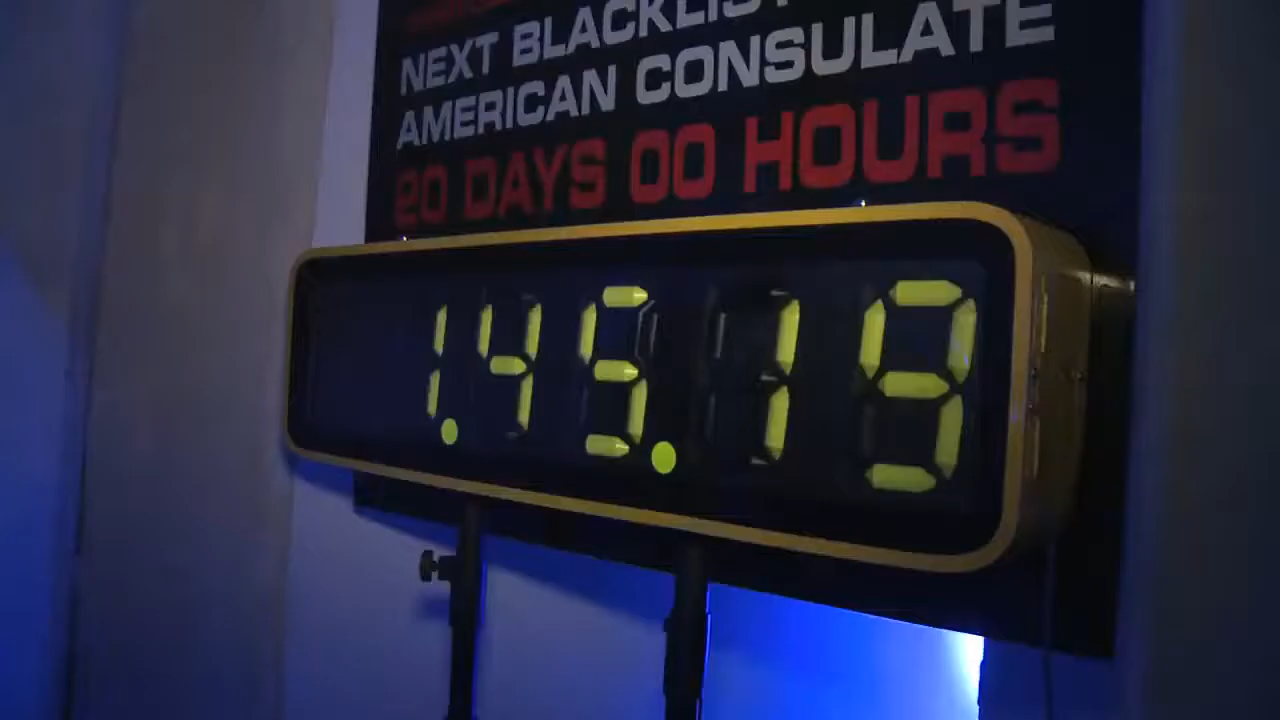 NEXT BLACKLIST
AMERICAN CONSULATE
20 DAYS 00 HOURS
1.45.19